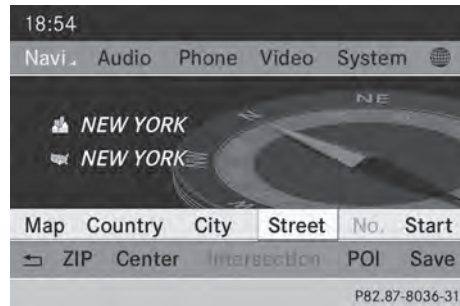 18:54
Navi Audio Phone Video System
NE
NEW YORK
NEW YORK
Map Country City Street No. Start
ZIP Center Intersection POI Save
P82.87-8036-31